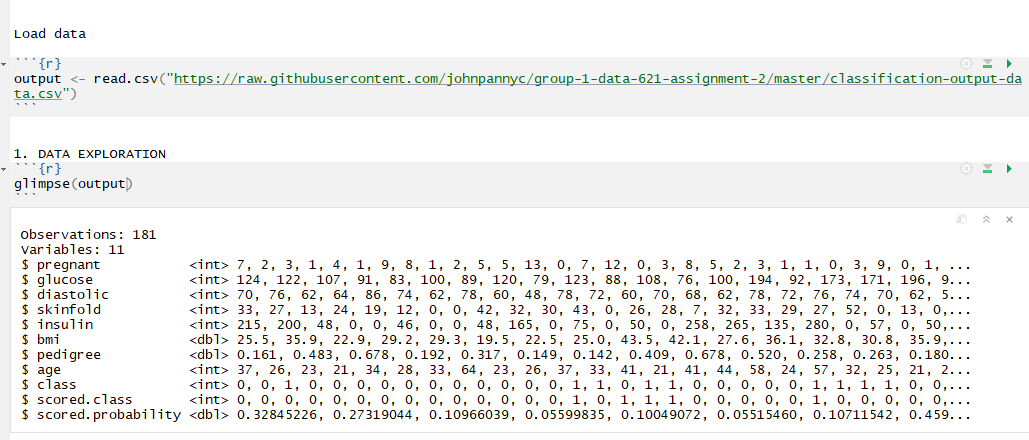 Load data
```{r}
output <- read.csv("https://raw.githubusercontent.com/johnpannyc/group-1-data-621-assignment-2/master/classification-output-da
ta.csv")
```
1. DATA EXPLORATION
```{r}
glimpse(output)
```
Observations: 181
Variables: 11
$ pregnant <int> 7, 2, 3, 1, 4, 1, 9, 8, 1, 2, 5, 5, 13, 0, 7, 12, 0, 3, 8, 5, 2, 3, 1, 1, 0, 3, 9, 0, 1, ...
$ glucose <int> 124, 122, 107, 91, 83, 100, 89, 120, 79, 123, 88, 108, 76, 100, 194, 92, 173, 171, 196, 9...
$ diastolic <int> 70, 76, 62, 64, 86, 74, 62, 78, 60, 48, 78, 72, 60, 70, 68, 62, 78, 72, 76, 74, 70, 62, 5...
$ skinfold <int> 33, 27, 13, 24, 19, 12, 0, 0, 42, 32, 30, 43, 0, 26, 28, 7, 32, 33, 29, 27, 52, 0, 13, 0,...
$ insulin <int> 215, 200, 48, 0, 0, 46, 0, 0, 48, 165, 0, 75, 0, 50, 0, 258, 265, 135, 280, 0, 57, 0, 50,...
$ bmi <dbl> 25.5, 35.9, 22.9, 29.2, 29.3, 19.5, 22.5, 25.0, 43.5, 42.1, 27.6, 36.1, 32.8, 30.8, 35.9,...
$ pedigree <dbl> 0.161, 0.483, 0.678, 0.192, 0.317, 0.149, 0.142, 0.409, 0.678, 0.520, 0.258, 0.263, 0.180...
$ age <int> 37, 26, 23, 21, 34, 28, 33, 64, 23, 26, 37, 33, 41, 21, 41, 44, 58, 24, 57, 32, 25, 21, 2...
$ class <int> 0, 0, 1, 0, 0, 0, 0, 0, 0, 0, 0, 0, 1, 1, 0, 1, 1, 0, 0, 0, 0, 0, 1, 1, 1, 1, 0, 0,...
$ scored.class <int> 0, 0, 0, 0, 0, 0, 0, 0, 0, 0, 0, 0, 1, 0, 1, 1, 1, 0, 0, 0, 0, 0, 1, 0, 0, 0, 0, 0,...
$ scored.probability <dbl> 0.32845226, 0.27319044, 0.10966039, 0.05599835, 0.10049072, 0.05515460, 0.10711542, 0.459...